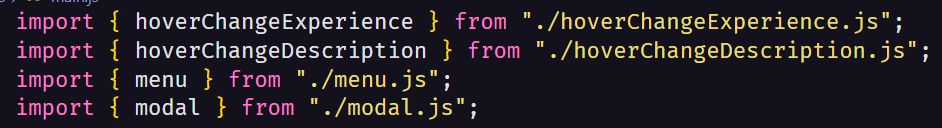 import { hoverChangeExperience } from "./hoverChangeExperience.js";
import { hoverChangeDescription } from "./hoverChangeDescription.js";
import { menu } from "./menu.js";
import { modal } from "./modal.js";